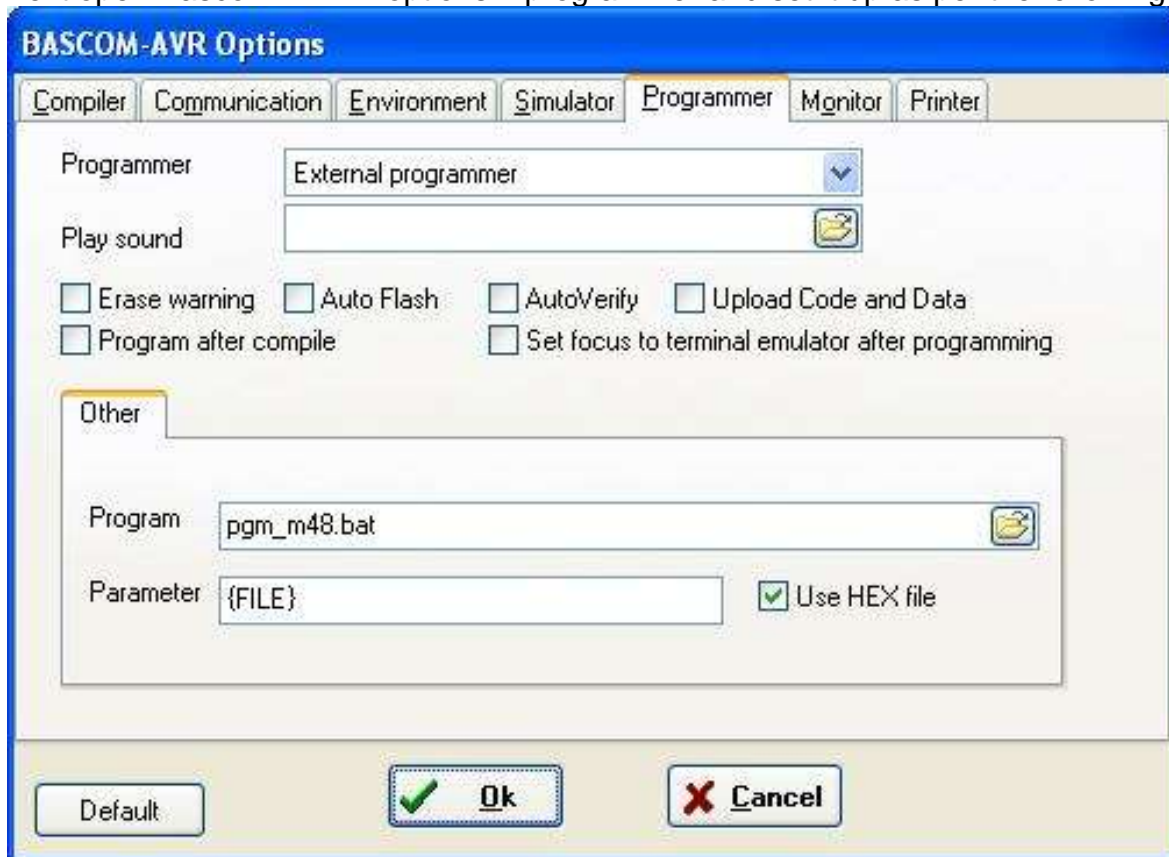 BASCOM-AVR Options
Compiler Communication Environment Simulator Programmer Monitor Printer
Programmer External programmer
Play sound
Erase warning Auto Flash AutoVerify Upload Code and Data
Program after compile Set focus to terminal emulator after programming
Other
Program pgm_m48.bat
Parameter {FILE} Use HEX file
Default Ok Cancel